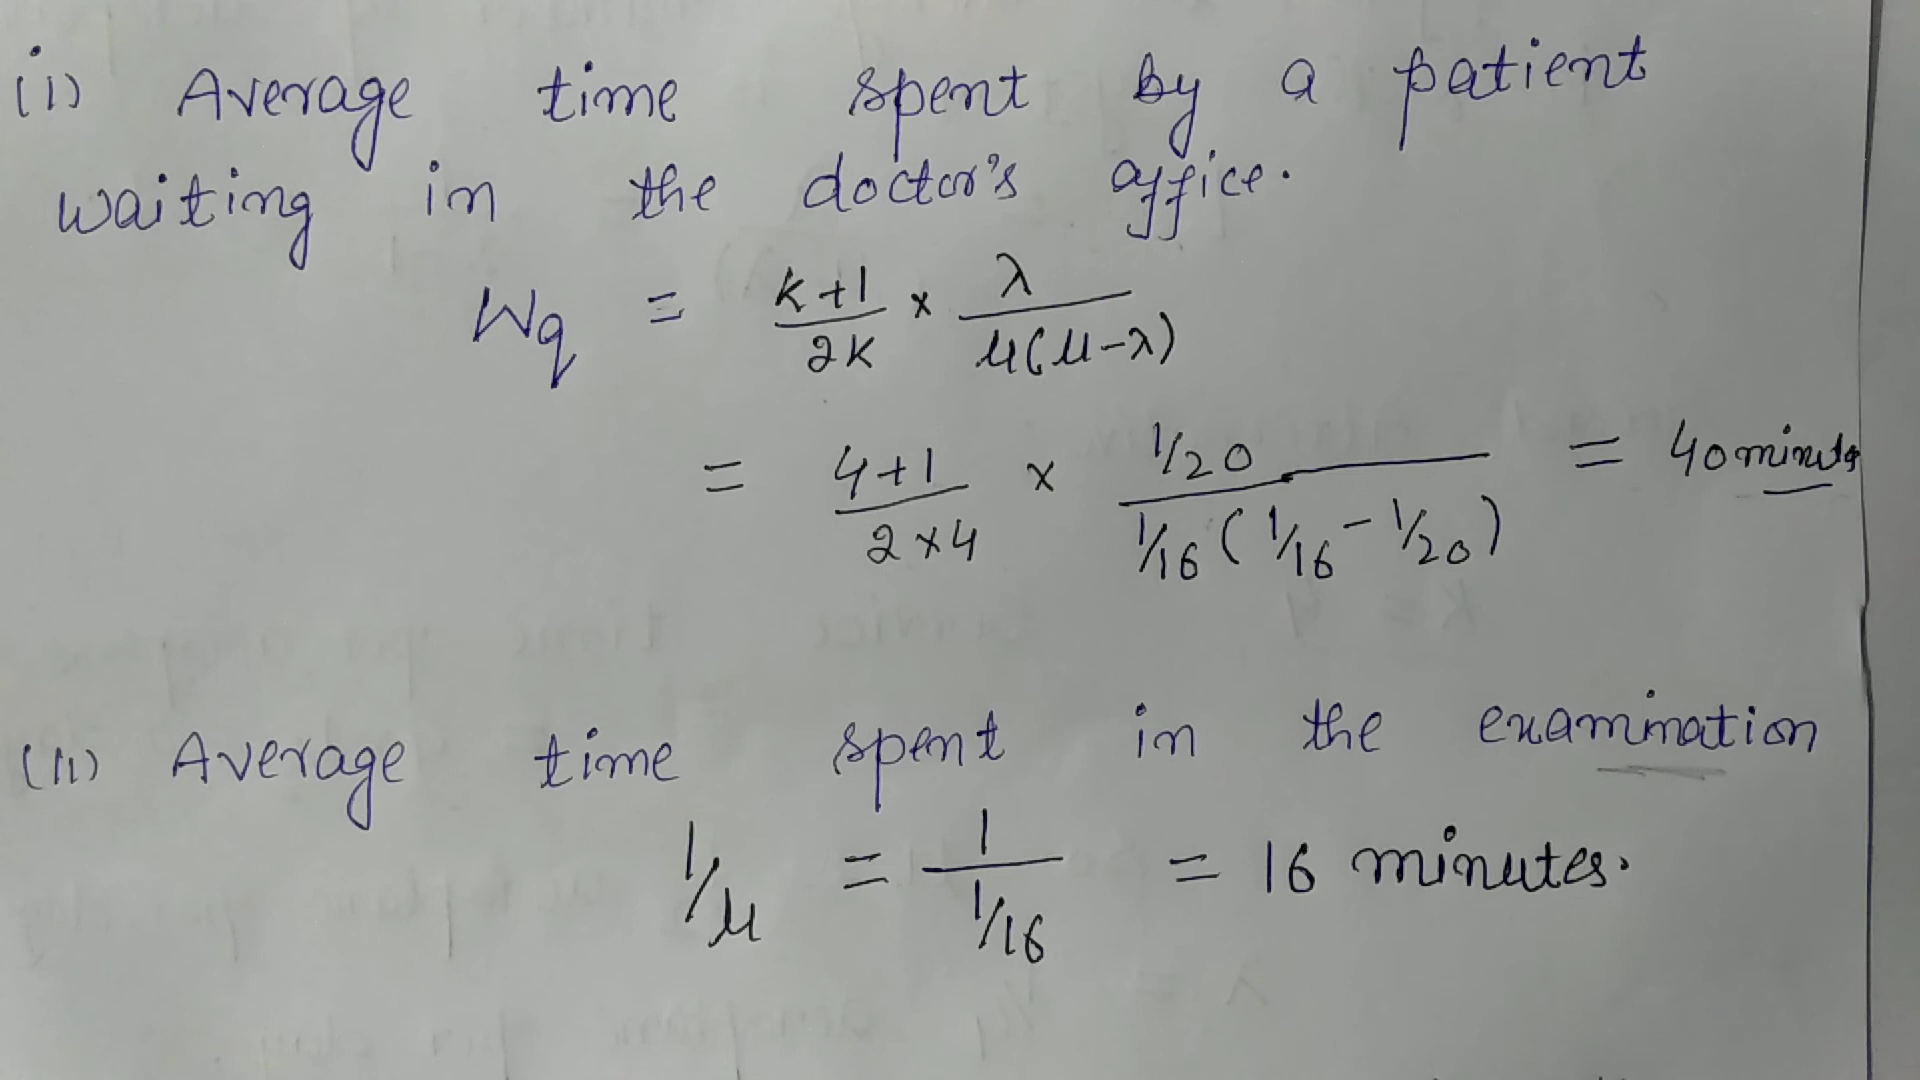 (i) Average time spent by a patient
waiting in the doctor's office.
Wq = k+1/2k × λ/μ(μ-λ)
= 4+1/2×4 × 1/20/1/16(1/16-1/20) = 40 minuts
(ii) Average time spent in the examination
1/μ = 1/1/16 = 16 minutes.